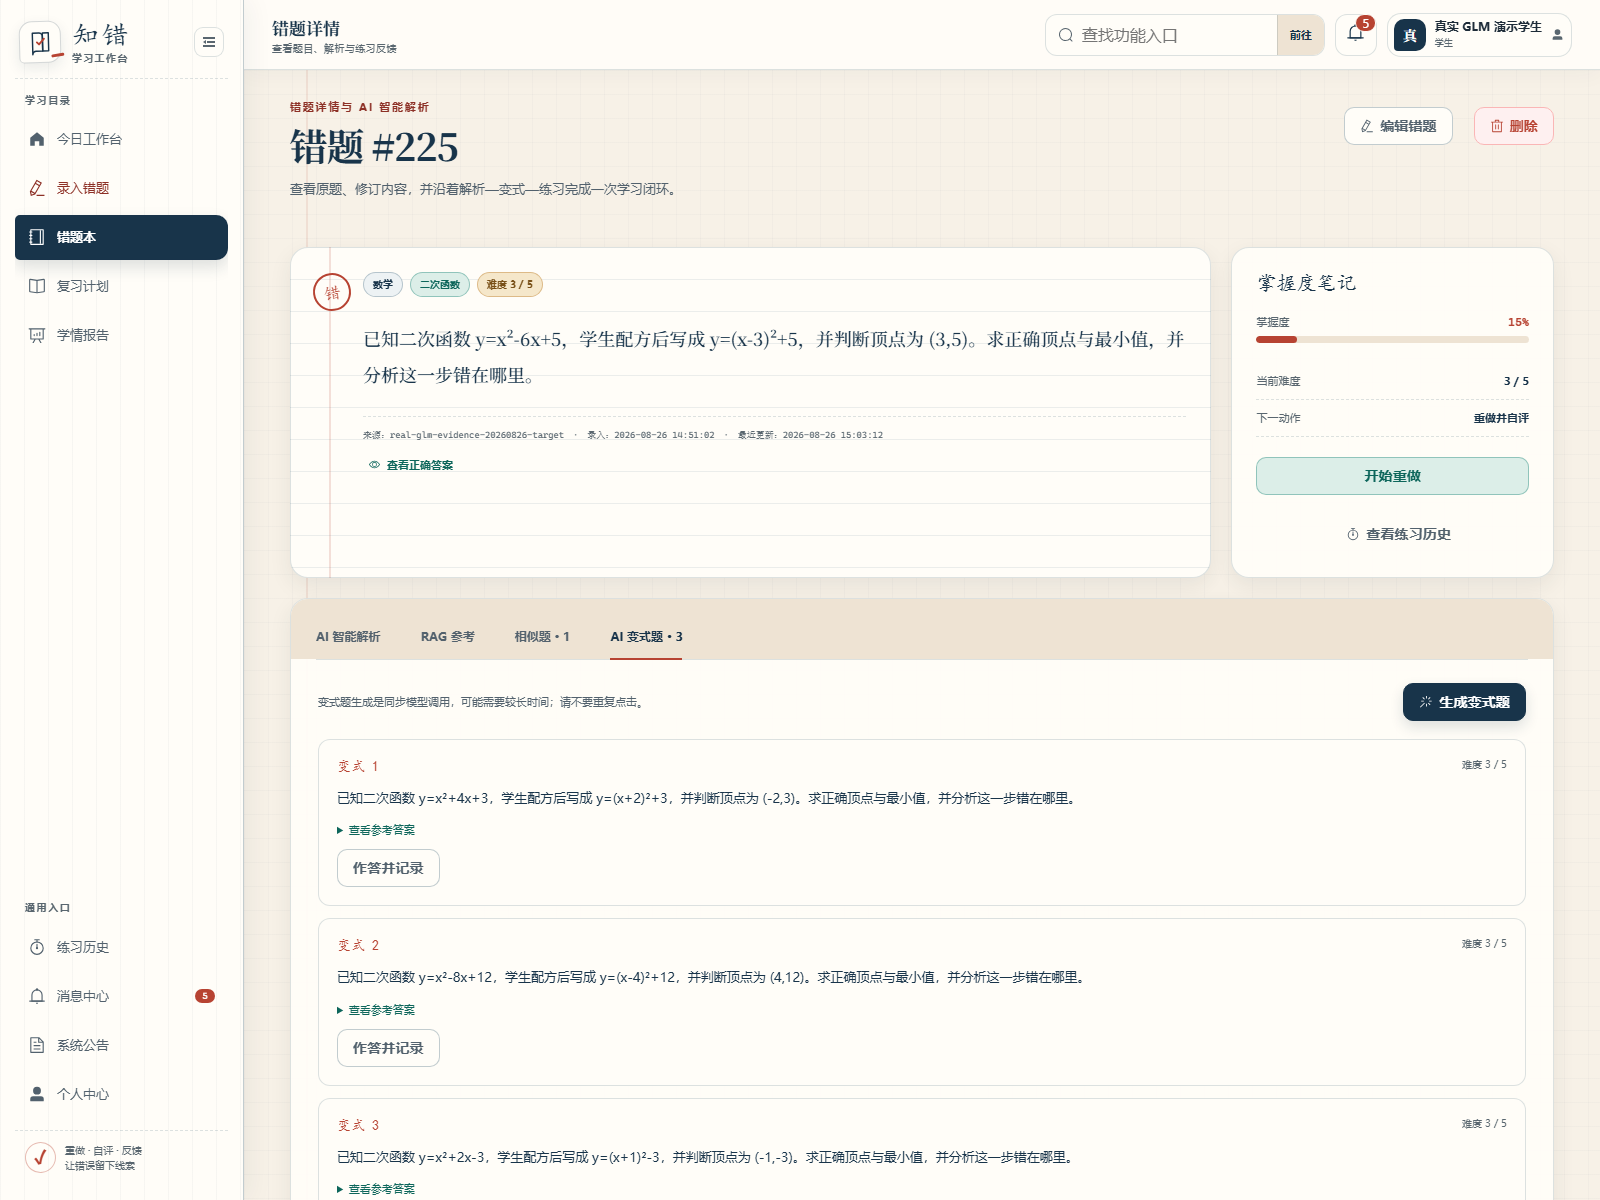 知错
学习工作台
学习目录
今日工作台
录入错题
错题本
复习计划
学情报告
通用入口
练习历史
消息中心
5
系统公告
个人中心
重做 · 自评 · 反馈
让错误留下线索
错题详情
查看题目、解析与练习反馈
查找功能入口
前往
5
真
真实 GLM 演示学生
学生
错题详情与 AI 智能解析
错题 #225
查看原题、修订内容，并沿着解析—变式—练习完成一次学习闭环。
编辑错题
删除
错
数学
二次函数
难度 3 / 5
已知二次函数 y=x²-6x+5，学生配方后写成 y=(x-3)²+5，并判断顶点为 (3,5)。求正确顶点与最小值，并
分析这一步错在哪里。
来源：real-glm-evidence-20260826-target · 录入：2026-08-26 14:51:02 · 最近更新：2026-08-26 15:03:12
查看正确答案
掌握度笔记
掌握度
15%
当前难度
3 / 5
下一动作
重做并自评
开始重做
查看练习历史
AI 智能解析
RAG 参考
相似题 • 1
AI 变式题 • 3
变式题生成是同步模型调用，可能需要较长时间；请不要重复点击。
生成变式题
变式 1
难度 3 / 5
已知二次函数 y=x²+4x+3，学生配方后写成 y=(x+2)²+3，并判断顶点为 (-2,3)。求正确顶点与最小值，并分析这一步错在哪里。
查看参考答案
作答并记录
变式 2
难度 3 / 5
已知二次函数 y=x²-8x+12，学生配方后写成 y=(x-4)²+12，并判断顶点为 (4,12)。求正确顶点与最小值，并分析这一步错在哪里。
查看参考答案
作答并记录
变式 3
难度 3 / 5
已知二次函数 y=x²+2x-3，学生配方后写成 y=(x+1)²-3，并判断顶点为 (-1,-3)。求正确顶点与最小值，并分析这一步错在哪里。
查看参考答案